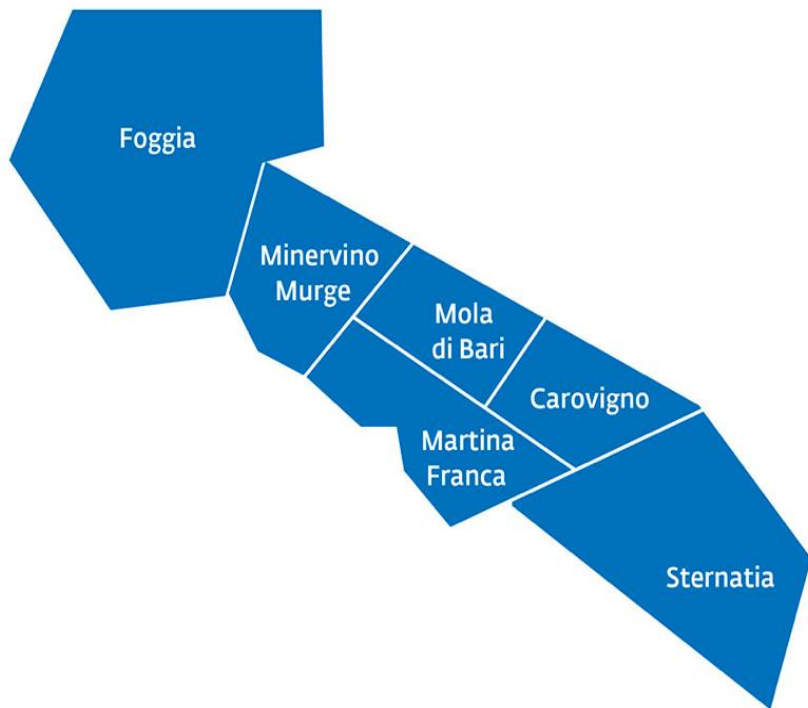 Foggia
Minervino
Murge
Mola
di Bari
Carovigno
Martina
Franca
Sternatia